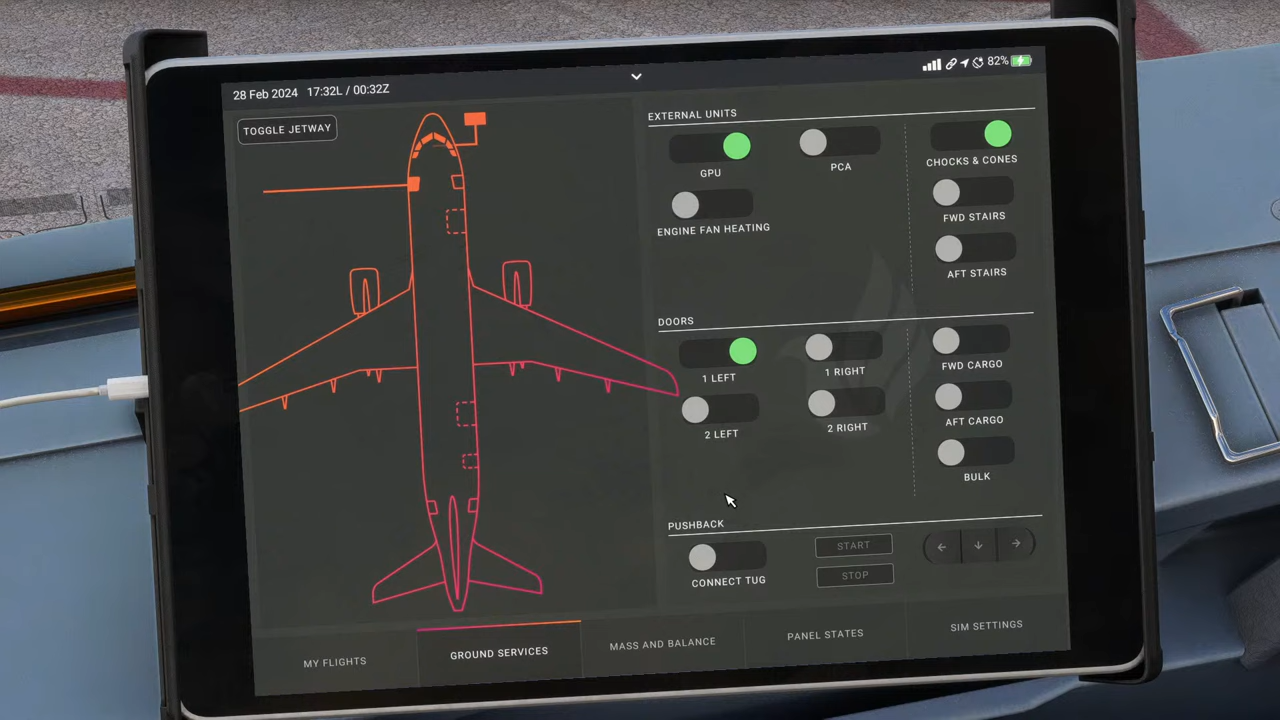 28 Feb 2024 17:32L / 00:32Z
82%
TOGGLE JETWAY
EXTERNAL UNITS
GPU
PCA
CHOCKS & CONES
ENGINE FAN HEATING
FWD STAIRS
AFT STAIRS
DOORS
1 LEFT
1 RIGHT
FWD CARGO
2 LEFT
2 RIGHT
AFT CARGO
BULK
PUSHBACK
CONNECT TUG
START
STOP
MY FLIGHTS
GROUND SERVICES
MASS AND BALANCE
PANEL STATES
SIM SETTINGS